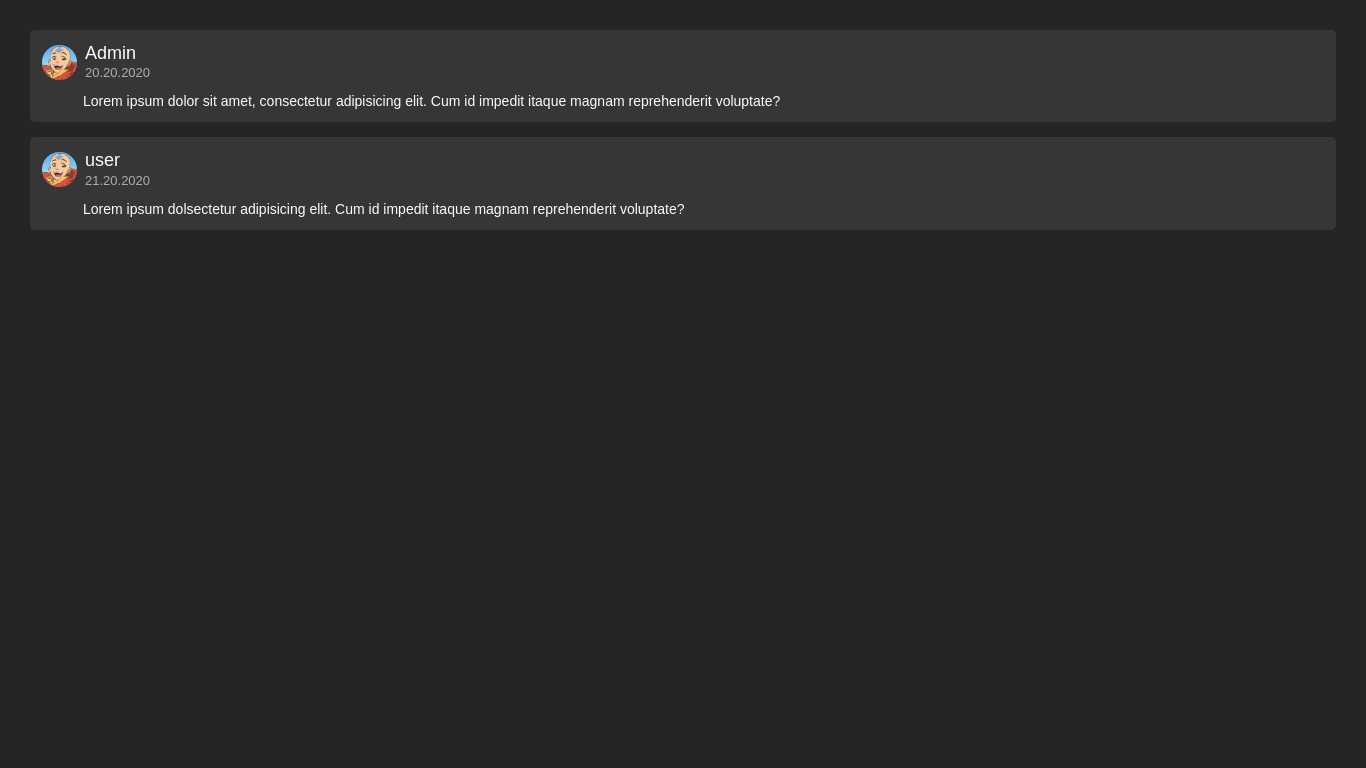 Admin
20.20.2020
Lorem ipsum dolor sit amet, consectetur adipisicing elit. Cum id impedit itaque magnam reprehenderit voluptate?
user
21.20.2020
Lorem ipsum dolsectetur adipisicing elit. Cum id impedit itaque magnam reprehenderit voluptate?